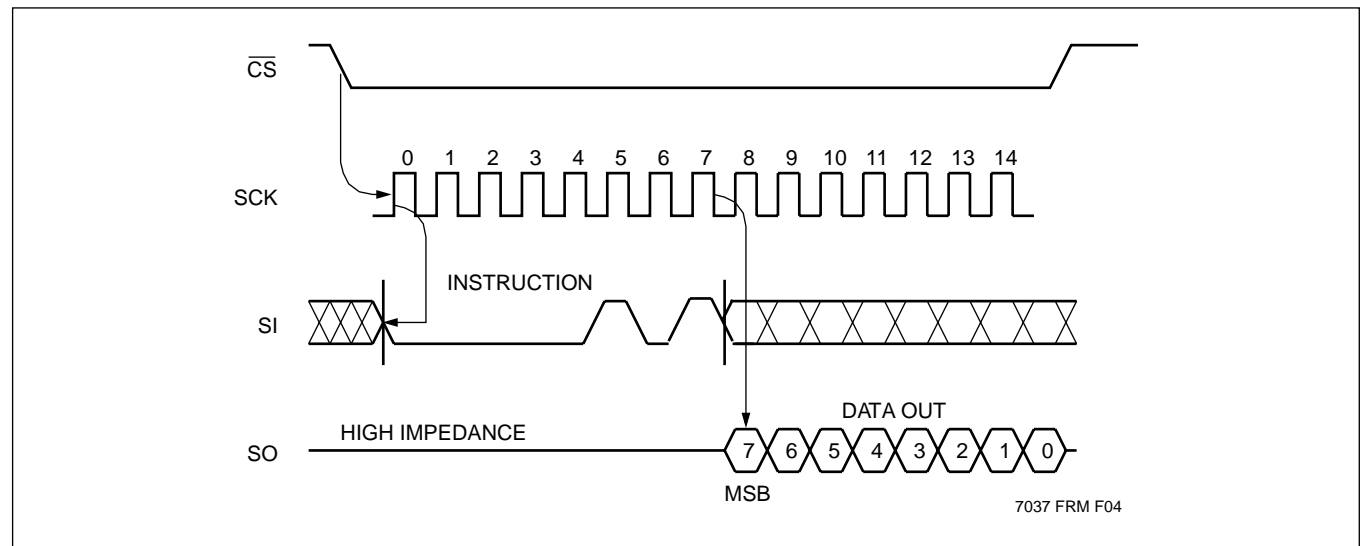 CS
0 1 2 3 4 5 6 7 8 9 10 11 12 13 14
SCK
INSTRUCTION
SI
DATA OUT
HIGH IMPEDANCE
SO
7 6 5 4 3 2 1 0
MSB
7037 FRM F04